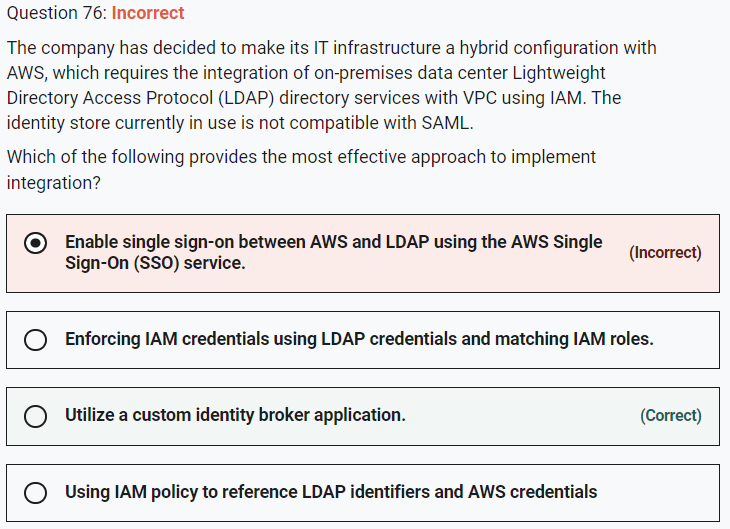 Question 76: Incorrect
The company has decided to make its IT infrastructure a hybrid configuration with
AWS, which requires the integration of on-premises data center Lightweight
Directory Access Protocol (LDAP) directory services with VPC using IAM. The
identity store currently in use is not compatible with SAML.
Which of the following provides the most effective approach to implement
integration?
Enable single sign-on between AWS and LDAP using the AWS Single
Sign-On (SSO) service.
(Incorrect)
Enforcing IAM credentials using LDAP credentials and matching IAM roles.
Utilize a custom identity broker application.
(Correct)
Using IAM policy to reference LDAP identifiers and AWS credentials